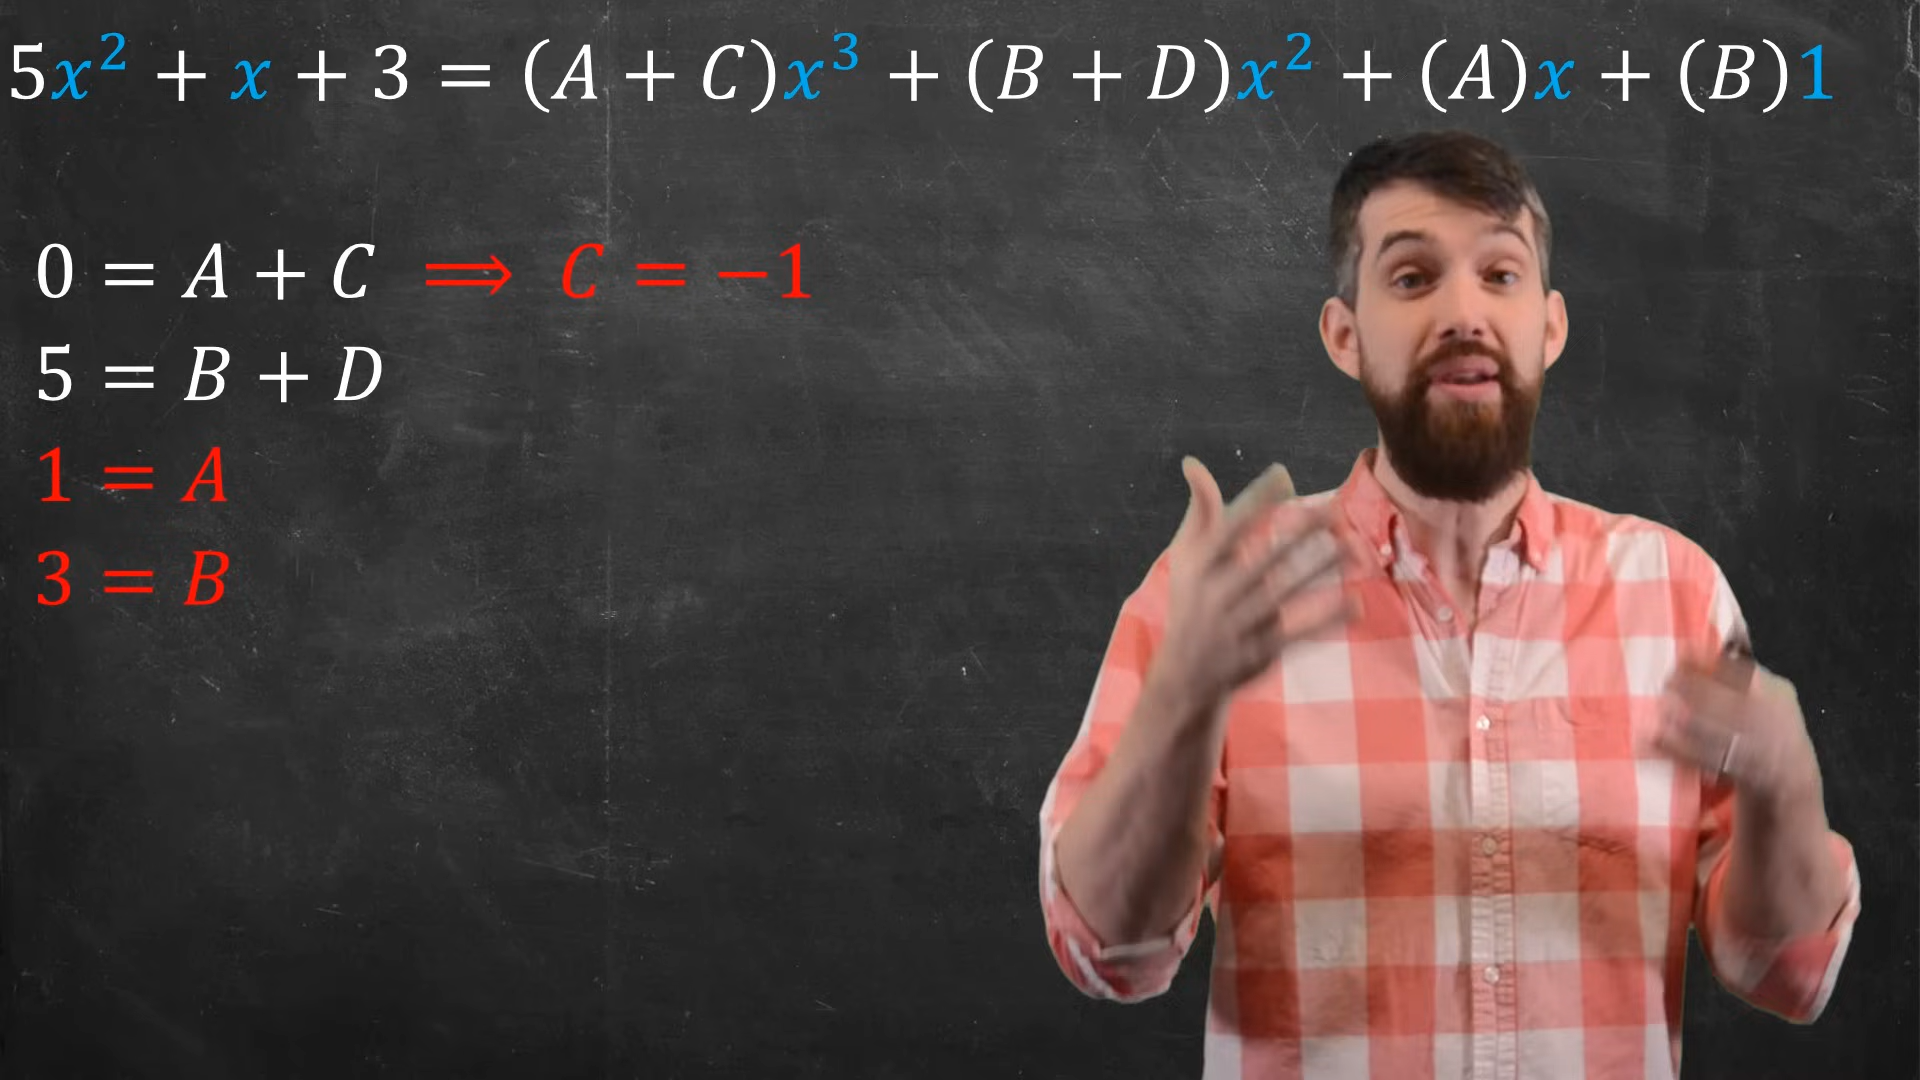 5x² + x + 3 = (A + C)x³ + (B + D)x² + (A)x + (B)1
0 = A + C ⟹ C = −1
5 = B + D
1 = A
3 = B